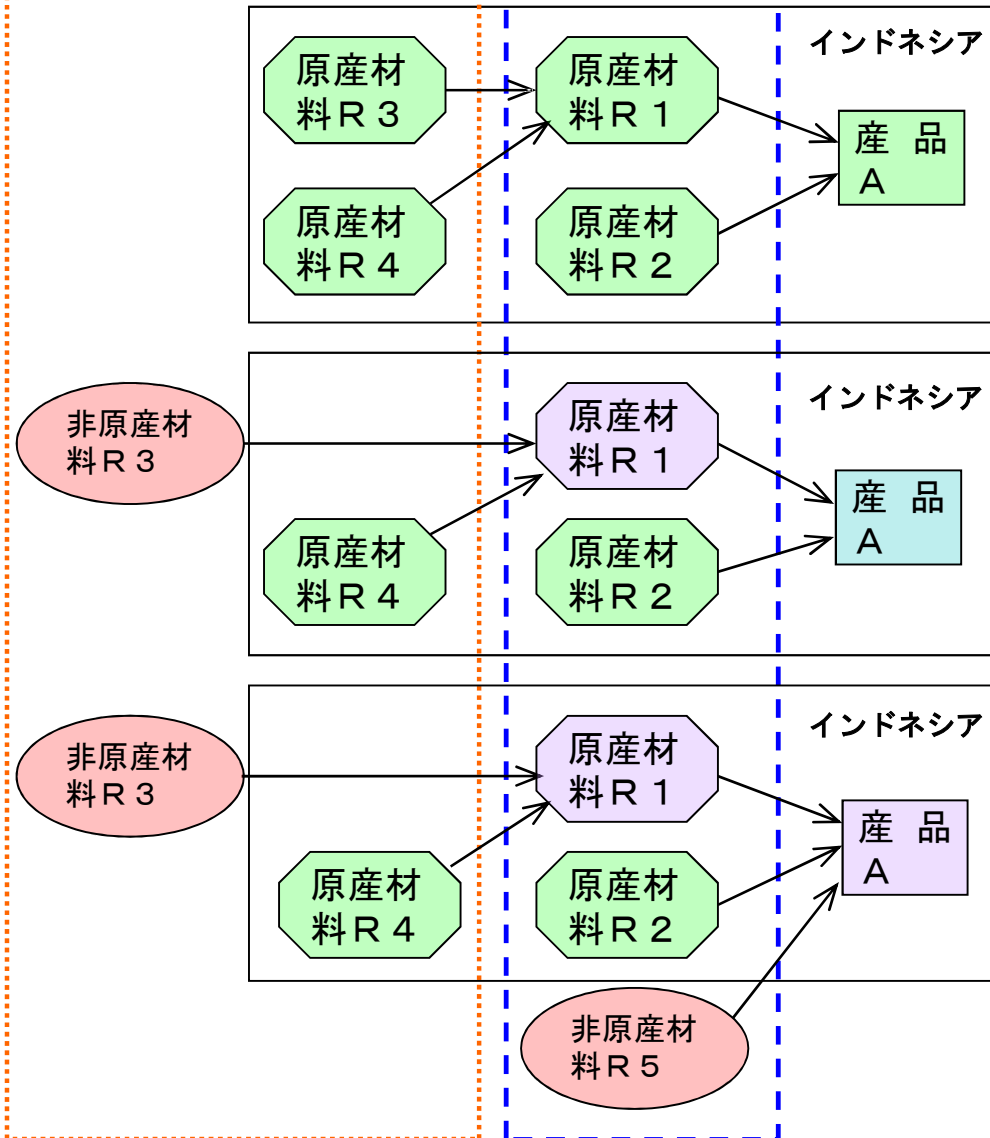 インドネシア
原産材
料R3
原産材
料R1
産 品
A
原産材
料R4
原産材
料R2
インドネシア
非原産材
料R3
原産材
料R1
産 品
A
原産材
料R4
原産材
料R2
インドネシア
非原産材
料R3
原産材
料R1
産 品
A
原産材
料R4
原産材
料R2
非原産材
料R5